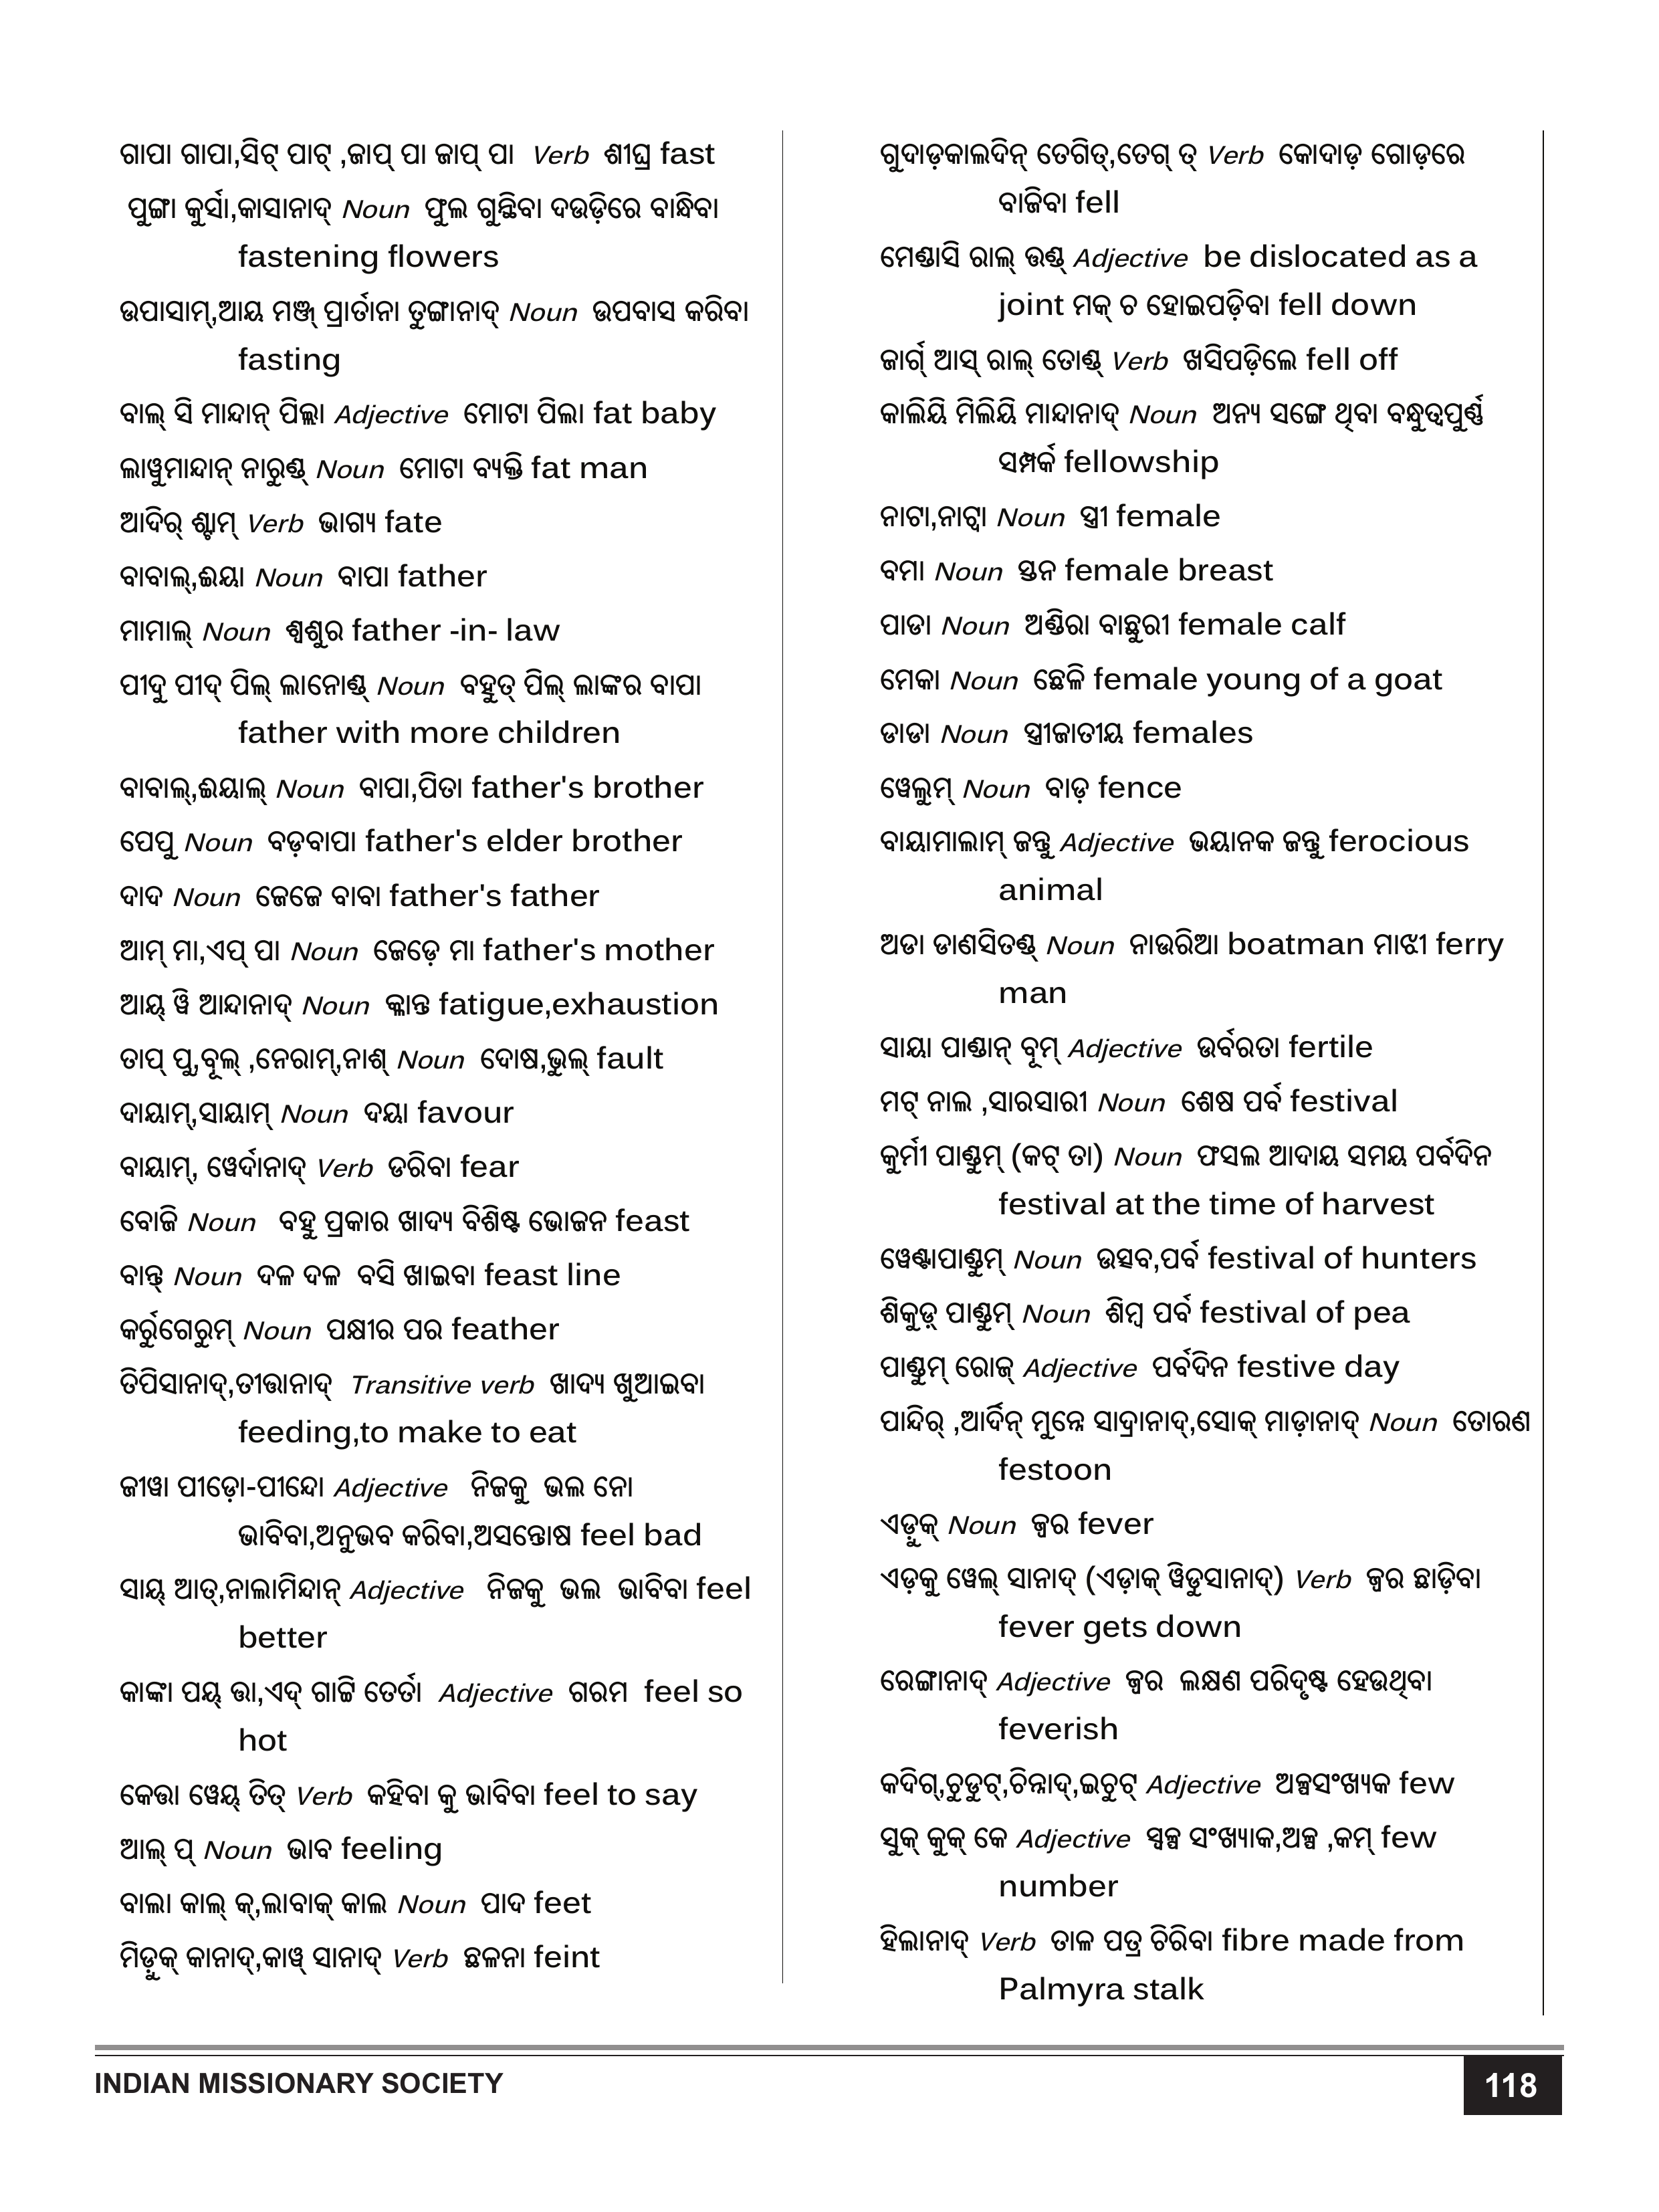 ଗାପା ଗାପା,ସିଟ୍ ପାଟ୍ ,ଜାପ୍ ପା ଜାପ୍ ପା Verb ଶୀଘ୍ର fast
ପୁଙ୍ଗା କୁର୍ସା,କାସାନାଦ୍ Noun ଫୁଲ ଗୁନ୍ଥିବା ଦଉଡ଼ିରେ ବାନ୍ଧିବା
fastening flowers
ଉପାସାମ୍,ଆୟ ମଞ୍ଜ୍ ପ୍ରାର୍ତାନା ତୁଙ୍ଗାନାଦ୍ Noun ଉପବାସ କରିବା
fasting
ବାଲ୍ ସି ମାନ୍ଦାନ୍ ପିଲ୍ଲା Adjective ମୋଟା ପିଲା fat baby
ଲାୱୁମାନ୍ଦାନ୍ ନାରୁଣ୍ଡ୍ Noun ମୋଟା ବ୍ୟକ୍ତି fat man
ଆଦିର୍ ଶ୍ଟାମ୍ Verb ଭାଗ୍ୟ fate
ବାବାଲ୍,ଈୟା Noun ବାପା father
ମାମାଲ୍ Noun ଶ୍ଵଶୁର father -in- law
ପୀଦୁ ପୀଦ୍ ପିଲ୍ ଲାନୋଣ୍ଡ୍ Noun ବହୁତ୍ ପିଲ୍ ଲାଙ୍କର ବାପା
father with more children
ବାବାଲ୍,ଈୟାଲ୍ Noun ବାପା,ପିତା father's brother
ପେପୁ Noun ବଡ଼ବାପା father's elder brother
ଦାଦ Noun ଜେଜେ ବାବା father's father
ଆମ୍ ମା,ଏପ୍ ପା Noun ଜେଡ଼େ ମା father's mother
ଆୟ୍ ୱି ଆନ୍ଦାନାଦ୍ Noun କ୍ଳାନ୍ତ fatigue,exhaustion
ତାପ୍ ପୁ,ବୂଲ୍ ,ନେରାମ୍,ନାଶ୍ Noun ଦୋଷ,ଭୁଲ୍ fault
ଦାୟାମ୍,ସାୟାମ୍ Noun ଦୟା favour
ବାୟାମ୍, ୱେର୍ଦାନାଦ୍ Verb ଡରିବା fear
ବୋଜି Noun ବହୁ ପ୍ରକାର ଖାଦ୍ୟ ବିଶିଷ୍ଟ ଭୋଜନ feast
ବାନ୍ତ୍ Noun ଦଳ ଦଳ ବସି ଖାଇବା feast line
କର୍ରୁଗେରୁମ୍ Noun ପକ୍ଷୀର ପର feather
ତିପିସାନାଦ୍,ତୀତ୍ତାନାଦ୍ Transitive verb ଖାଦ୍ୟ ଖୁଆଇବା
feeding,to make to eat
ଜୀୱା ପୀଡ଼ୋ-ପୀନ୍ଦୋ Adjective ନିଜକୁ ଭଲ ନୋ
ଭାବିବା,ଅନୁଭବ କରିବା,ଅସନ୍ତୋଷ feel bad
ସାୟ୍ ଆତ୍,ନାଲାମିନ୍ଦାନ୍ Adjective ନିଜକୁ ଭଲ ଭାବିବା feel
better
କାଙ୍କା ପୟ୍ ତ୍ତା,ଏଦ୍ ଗାଟ୍ଟି ତେର୍ତା Adjective ଗରମ feel so
hot
କେତ୍ତା ୱେୟ୍ ତିତ୍ Verb କହିବା କୁ ଭାବିବା feel to say
ଆଲ୍ ପ୍ Noun ଭାବ feeling
ବାଲା କାଲ୍ କ୍,ଲାବାକ୍ କାଲ Noun ପାଦ feet
ମିଡୁ଼କ୍ କାନାଦ୍,କାୱ୍ ସାନାଦ୍ Verb ଛଳନା feint
ଗୁଦାଡ଼କାଲଦିନ୍ ତେଗିତ୍,ତେଗ୍ ତ୍ Verb କୋଦାଡ଼ ଗୋଡ଼ରେ
ବାଜିବା fell
ମେଣ୍ଡାସି ରାଲ୍ ଉଣ୍ଡ୍ Adjective be dislocated as a
joint ମକ୍ ଚ ହୋଇପଡ଼ିବା fell down
ଜାର୍ଗ୍ ଆସ୍ ରାଲ୍ ତୋଣ୍ଡ୍ Verb ଖସିପଡ଼ିଲେ fell off
କାଲିୟି ମିଲିୟି ମାନ୍ଦାନାଦ୍ Noun ଅନ୍ୟ ସଙ୍ଗେ ଥିବା ବନ୍ଧୁତ୍ଵପୁର୍ଣ୍ଣ
ସମ୍ପର୍କ fellowship
ନାଟା,ନାଟ୍ଵା Noun ସ୍ତ୍ରୀ female
ବମା Noun ସ୍ତନ female breast
ପାଡା Noun ଅଣ୍ଡିରା ବାଛୁରୀ female calf
ମେକା Noun ଛେଳି female young of a goat
ଡାଡା Noun ସ୍ତ୍ରୀଜାତୀୟ females
ୱେଲୁମ୍ Noun ବାଡ଼ fence
ବାୟାମାଲାମ୍ ଜନ୍ତୁ Adjective ଭୟାନକ ଜନ୍ତୁ ferocious
animal
ଅଡା ଡାଣସିତଣ୍ଡ୍ Noun ନାଉରିଆ boatman ମାଝୀ ferry
man
ସାୟା ପାଣ୍ଡାନ୍ ବୂମ୍ Adjective ଉର୍ବରତା fertile
ମଟ୍ ନାଲ ,ସାରସାରୀ Noun ଶେଷ ପର୍ବ festival
କୁର୍ମୀ ପାଣ୍ଡୁମ୍ (କଟ୍ ତା) Noun ଫସଲ ଆଦାୟ ସମୟ ପର୍ବଦିନ
festival at the time of harvest
ୱେଣ୍ଟାପାଣ୍ଡୁମ୍ Noun ଉତ୍ସବ,ପର୍ବ festival of hunters
ଶିକୁଡ଼୍ ପାଣ୍ଡୁମ୍ Noun ଶିମ୍ବ ପର୍ବ festival of pea
ପାଣ୍ଡୁମ୍ ରୋଜ୍ Adjective ପର୍ବଦିନ festive day
ପାନ୍ଦିର୍ ,ଆର୍ଦିନ୍ ମୁନ୍ନେ ସାଦ୍ରାନାଦ୍,ସୋକ୍ ମାଡ଼ାନାଦ୍ Noun ତୋରଣ
festoon
ଏଡୁ଼କ୍ Noun ଜ୍ଵର fever
ଏଡ଼କୁ ୱେଲ୍ ସାନାଦ୍ (ଏଡ଼ାକ୍ ୱିଡୁସାନାଦ୍) Verb ଜ୍ଵର ଛାଡ଼ିବା
fever gets down
ରେଙ୍ଗାନାଦ୍ Adjective ଜ୍ଵର ଲକ୍ଷଣ ପରିଦୃଷ୍ଟ ହେଉଥିବା
feverish
କଦିଗ୍,ଚୁଡୁଟ୍,ଚିନ୍ନାଦ୍,ଇଚୁଟ୍ Adjective ଅଳ୍ପସଂଖ୍ୟକ few
ସୁକ୍ କୁକ୍ କେ Adjective ସ୍ଵଳ୍ପ ସଂଖ୍ୟାକ,ଅଳ୍ପ ,କମ୍ few
number
ହିଲାନାଦ୍ Verb ତାଳ ପତ୍ର ଚିରିବା fibre made from
Palmyra stalk
INDIAN MISSIONARY SOCIETY
118